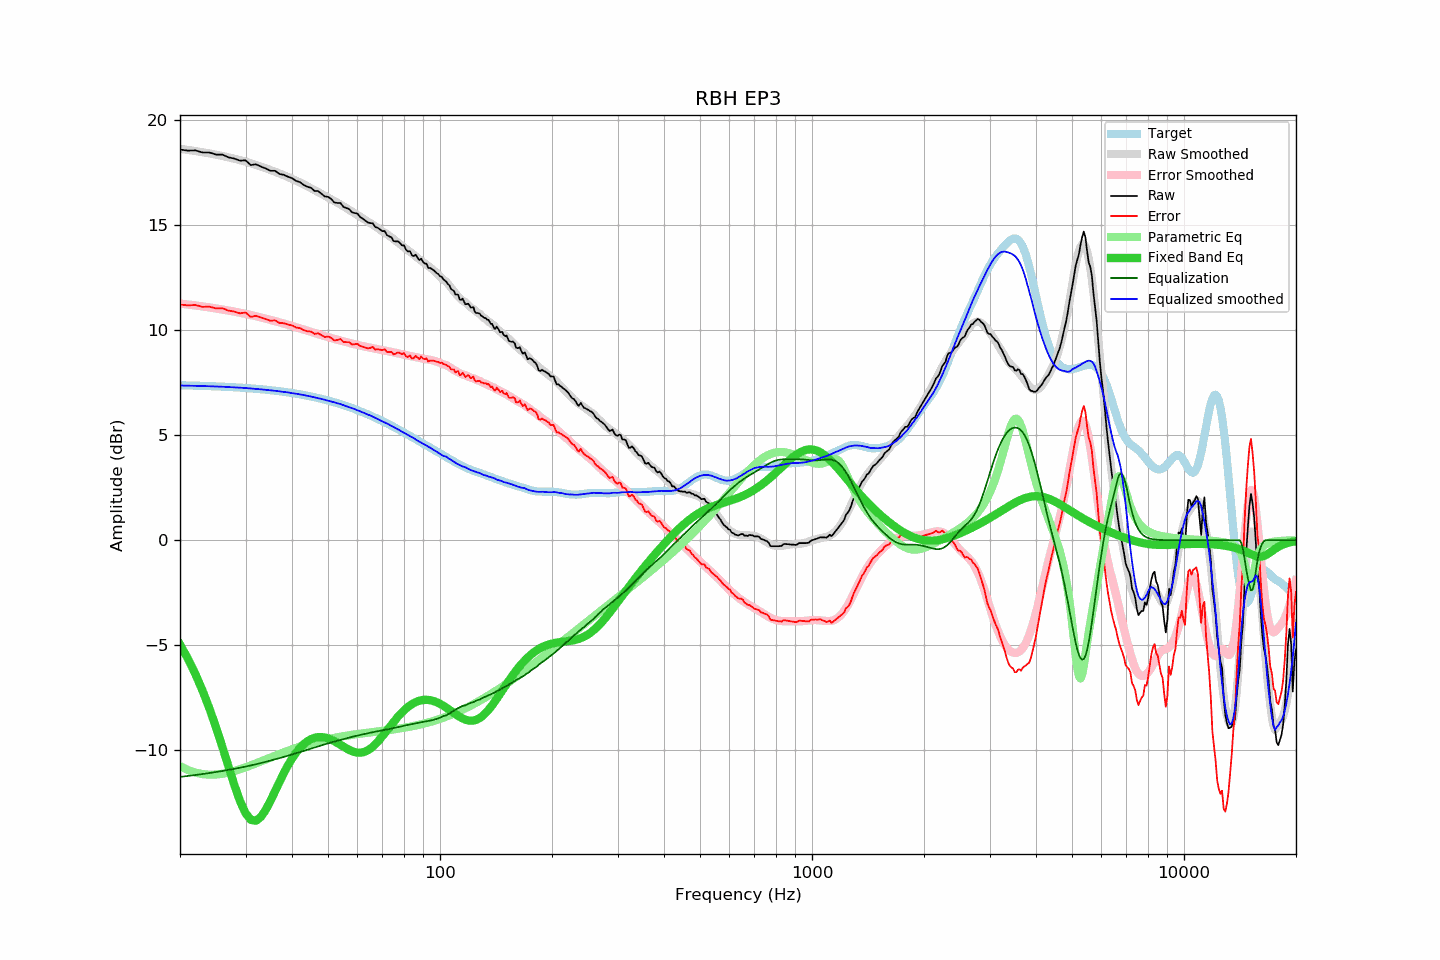 RBH EP3
20
15
10
5
0
−5
−10
Amplitude (dBr)
100
1000
10000
Frequency (Hz)
Target
Raw Smoothed
Error Smoothed
Raw
Error
Parametric Eq
Fixed Band Eq
Equalization
Equalized smoothed